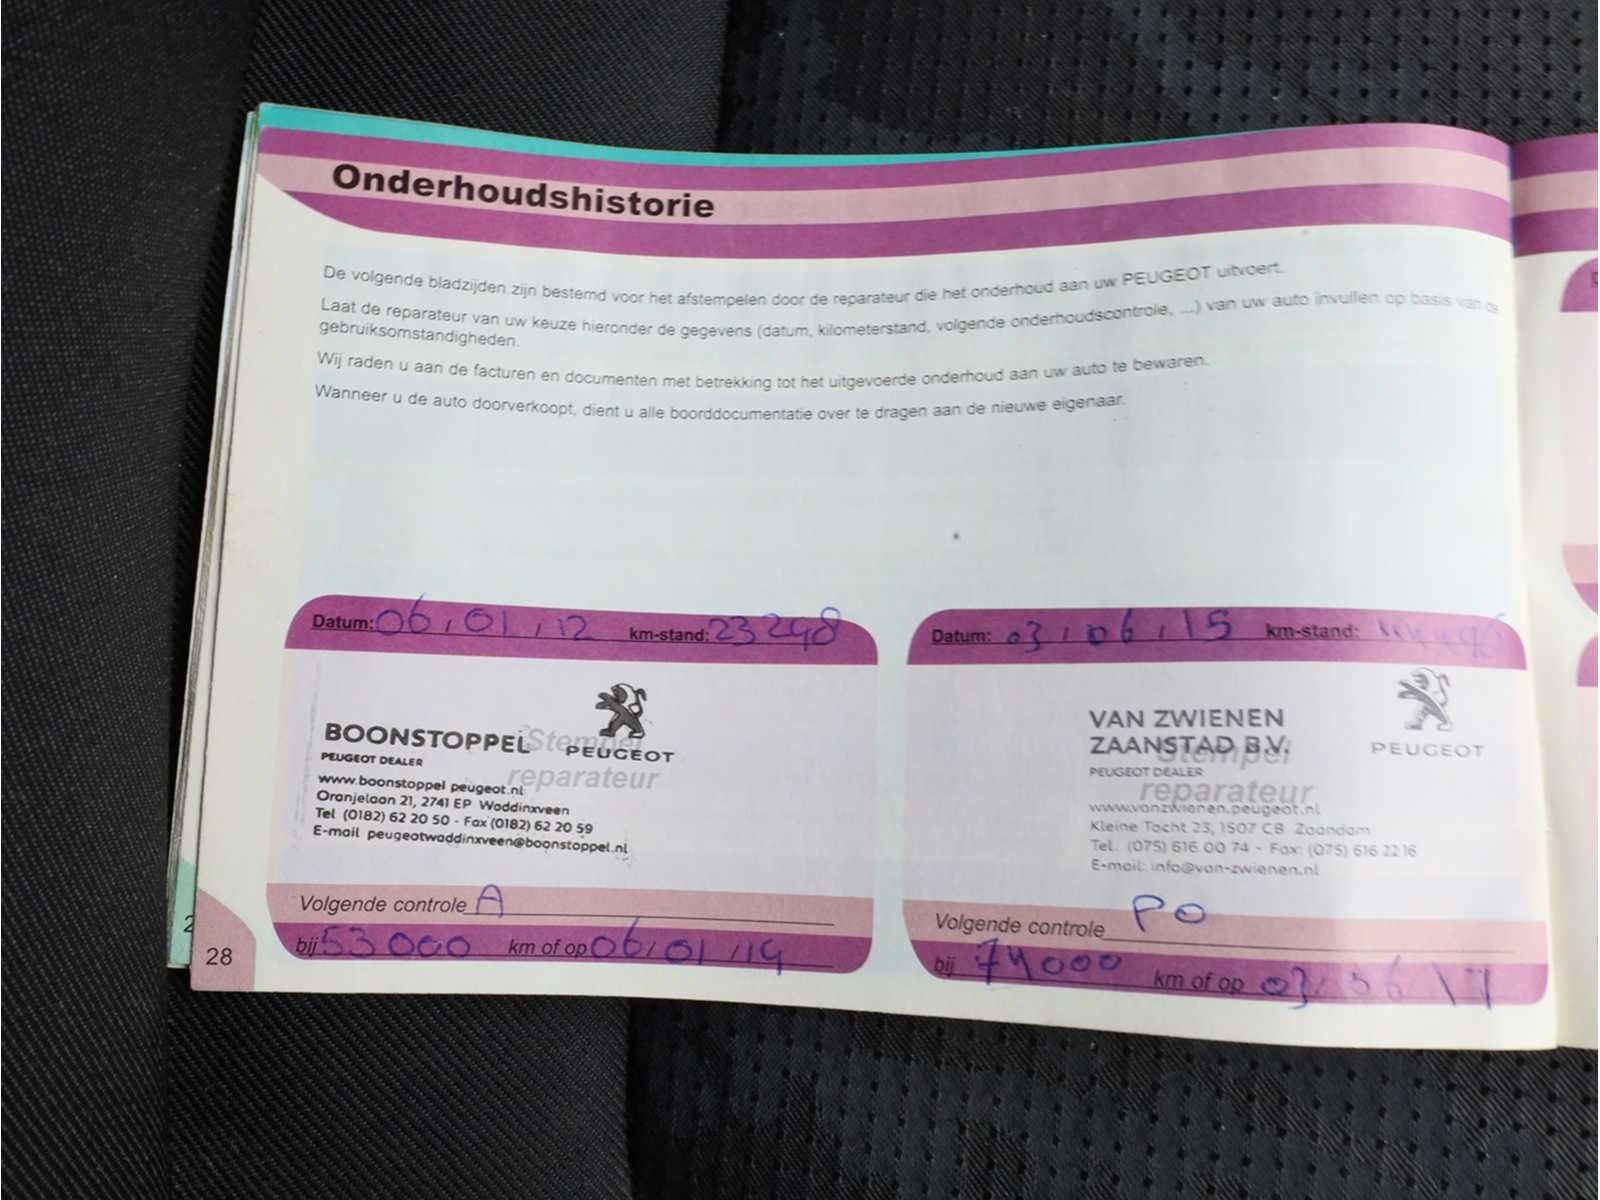 Onderhoudshistorie
De volgende bladzijden zijn bestemd voor het afstempelen door de reparateur die het onderhoud aan uw PEUGEOT uitvoert.
Laat de reparateur van uw keuze hieronder de gegevens (datum, kilometerstand, volgende onderhoudscontrole, ....) van uw auto invullen op basis van de
gebruiksomstandigheden.
Wij raden u aan de facturen en documenten met betrekking tot het uitgevoerde onderhoud aan uw auto te bewaren.
Wanneer u de auto doorverkoopt, dient u alle boorddocumentatie over te dragen aan de nieuwe eigenaar.
Datum: 06/01/12 km-stand: 23248
Stempel
reparateur
BOONSTOPPEL
PEUGEOT
PEUGEOT DEALER
www.boonstoppel peugeot.nl
Oranjelaan 21, 2741 EP Waddinxveen
Tel (0182) 62 20 50 - Fax (0182) 62 20 59
E-mail peugeotwaddinxveen@boonstoppel.nl
Volgende controle A
bij 53000 km of op 06/01/14
Datum: 03/06/15 km-stand:
Stempel
reparateur
VAN ZWIENEN
ZAANSTAD B.V.
PEUGEOT
PEUGEOT DEALER
www.vanzwienen.peugeot.nl
Kleine Tocht 23, 1507 CB Zaandam
Tel. (075) 616 00 74 - Fax: (075) 616 22 16
E-mail: info@van-zwienen.nl
Volgende controle PO
bij 74000 km of op 03/06/17
2
28